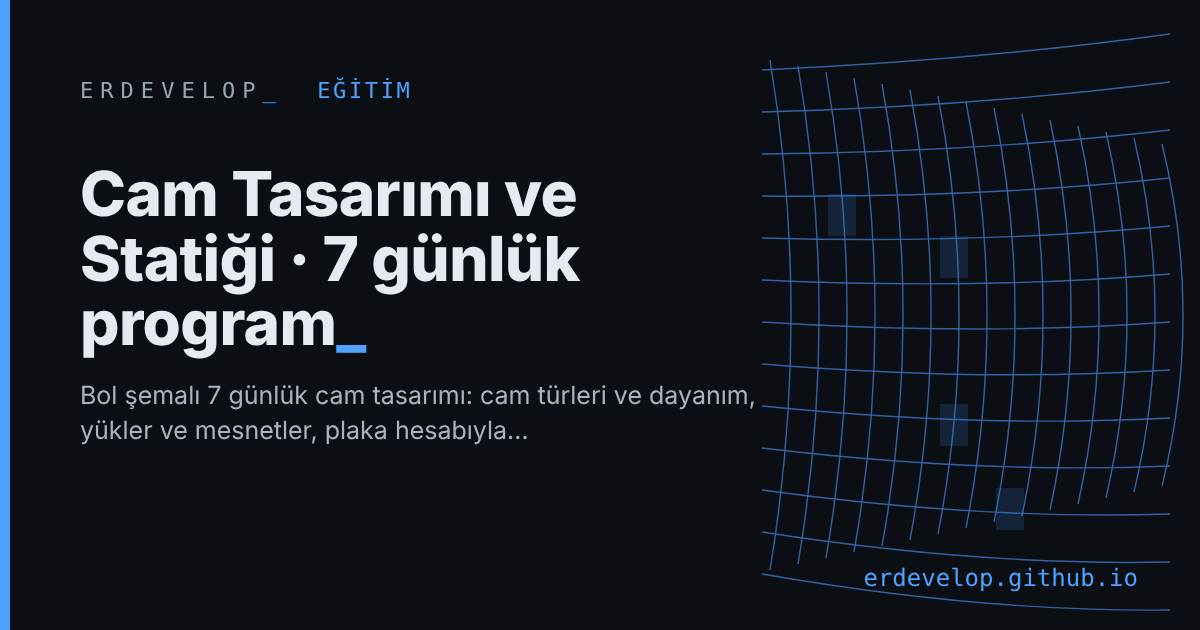 ERDEVELOP_ EĞİTİM
Cam Tasarımı ve
Statiği · 7 günlük
program_
Bol şemalı 7 günlük cam tasarımı: cam türleri ve dayanım,
yükler ve mesnetler, plaka hesabıyla...
erdevelop.github.io